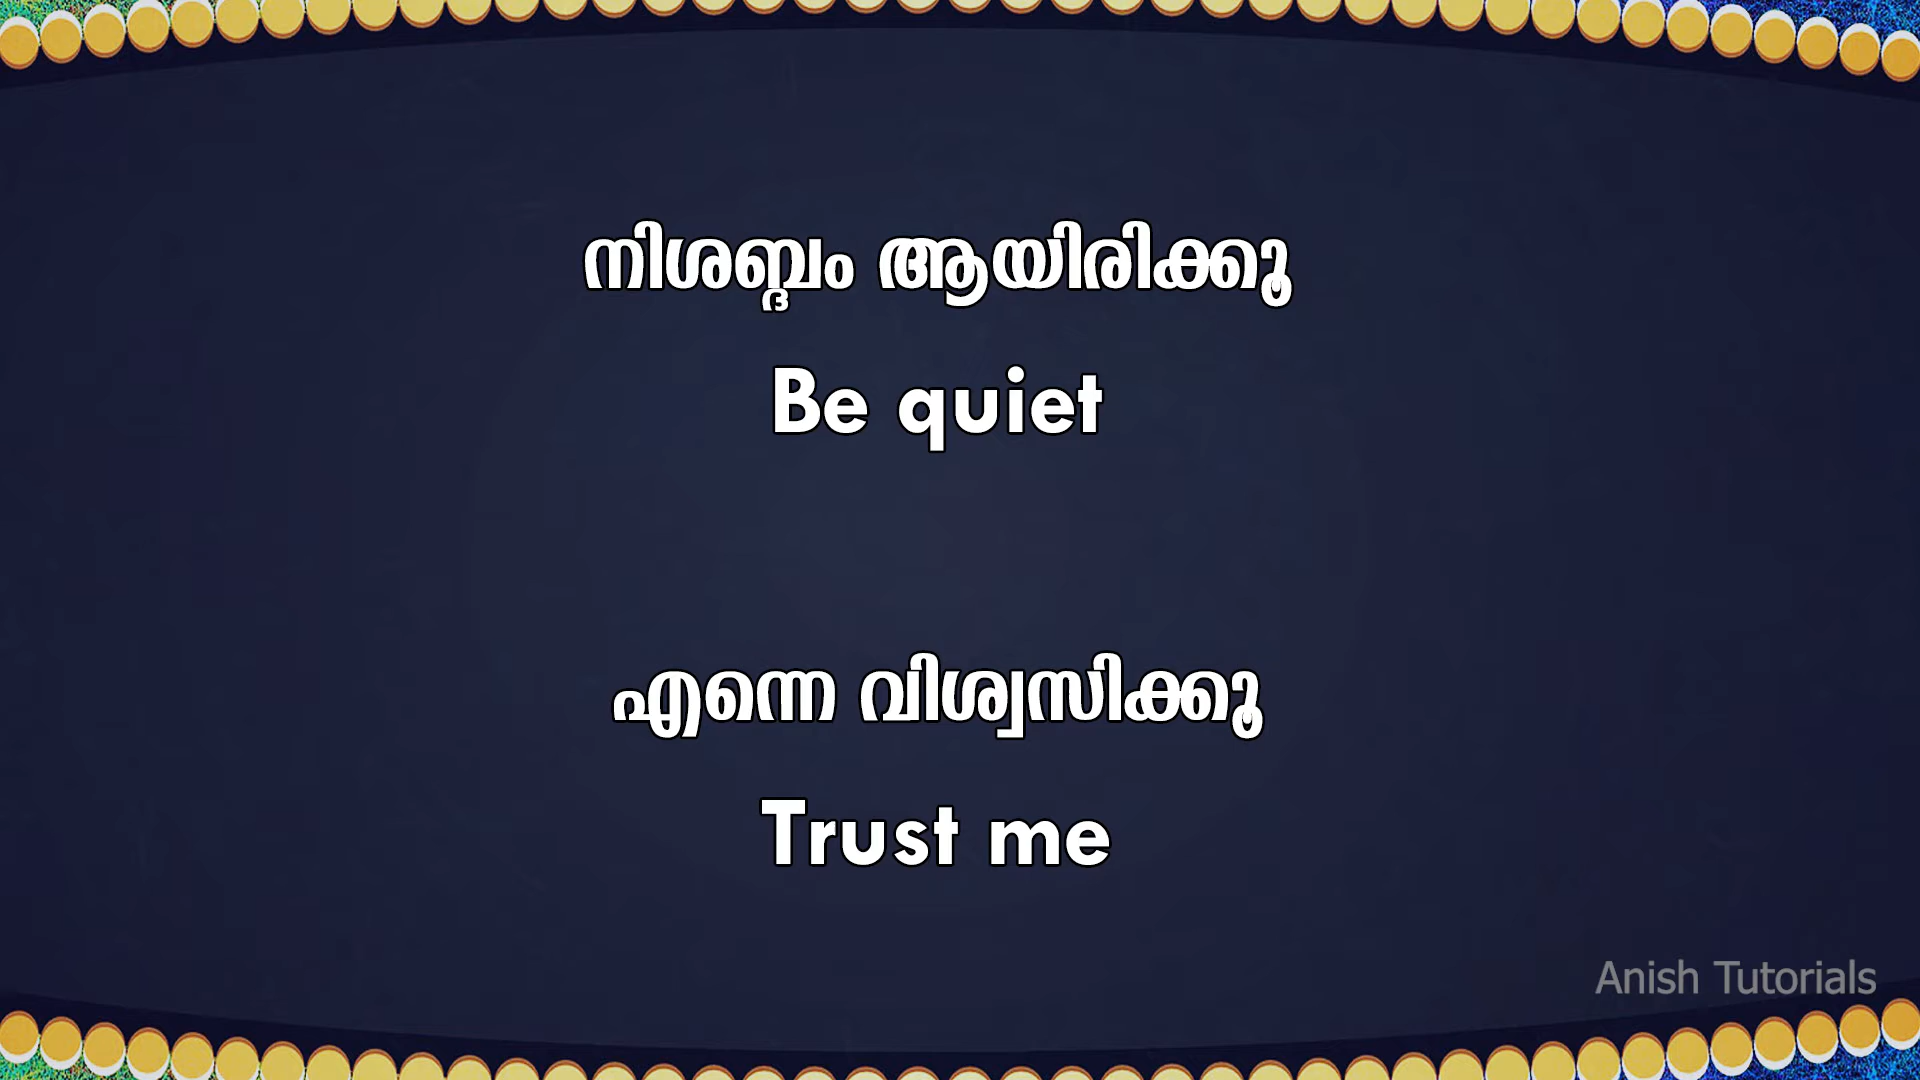 നിശബ്ദം ആയിരിക്കൂ
Be quiet
എന്നെ വിശ്വസിക്കൂ
Trust me
Anish Tutorials